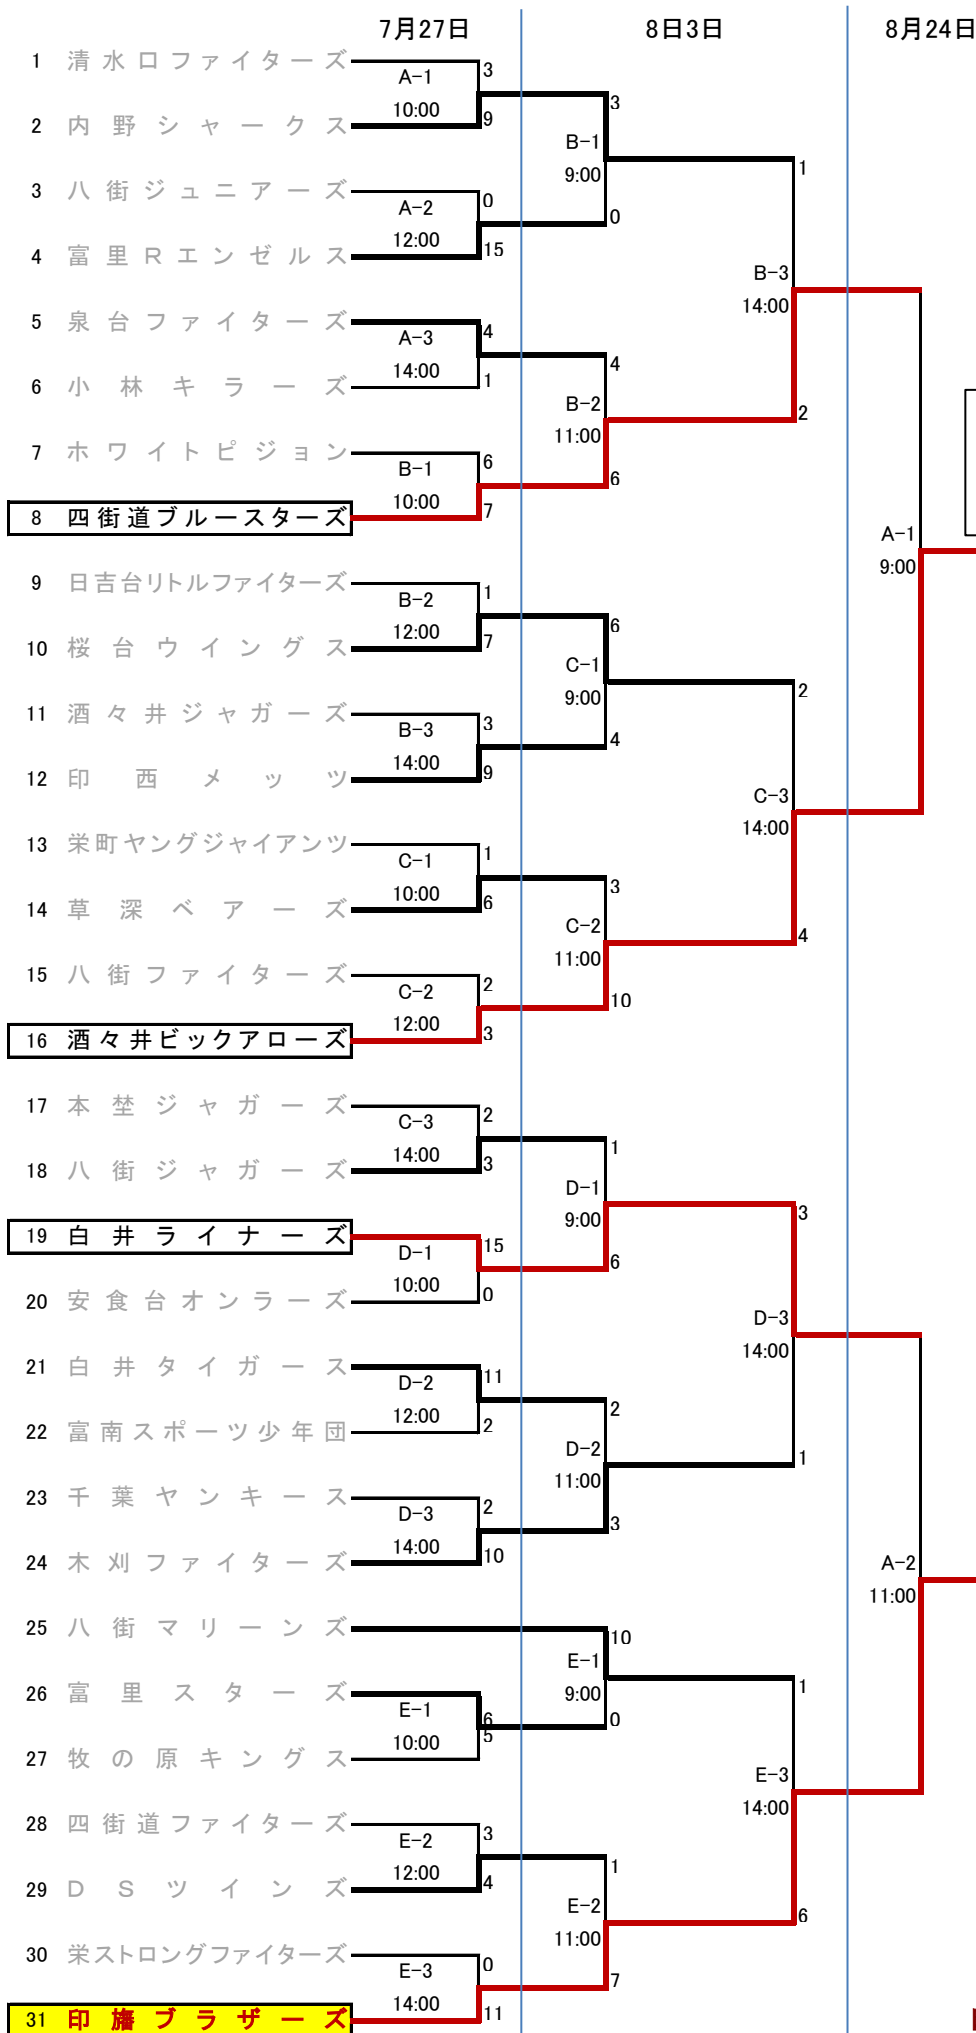 7月27日 8日3日 8月24日
1 清水口ファイターズ
A-1 3
10:00 9 3
2 内野シャークス
B-1
9:00 1
3 八街ジュニアーズ
A-2 0 0
12:00 15
4 富里Rエンゼルス
B-3
14:00
5 泉台ファイターズ
A-3 4
14:00 1 4
6 小林キラーズ
B-2 2
11:00
7 ホワイトピジョン
B-1 6 6
10:00 7
8 四街道ブルースターズ
A-1
9:00
9 日吉台リトルファイターズ
B-2 1
12:00 7 6
10 桜台ウイングス
C-1
9:00 2
11 酒々井ジャガーズ
B-3 3 4
14:00 9
12 印西メッツ
C-3
14:00
13 栄町ヤングジャイアンツ
C-1 1
10:00 6 3
14 草深ベアーズ
C-2 4
11:00
15 八街ファイターズ
C-2 2 10
12:00 3
16 酒々井ビックアローズ
17 本埜ジャガーズ
C-3 2
14:00 3 1
18 八街ジャガーズ
D-1
9:00 3
19 白井ライナーズ
D-1 15 6
10:00 0
20 安食台オンラーズ
D-3
14:00
21 白井タイガース
D-2 11
12:00 2 2
22 富南スポーツ少年団
D-2 1
11:00
23 千葉ヤンキース
D-3 2 3
14:00 10
24 木刈ファイターズ
A-2
11:00
25 八街マリーンズ
10
E-1
9:00 1
26 富里スターズ
E-1 6 0
10:00 5
27 牧の原キングス
E-3
14:00
28 四街道ファイターズ
E-2 3
12:00 4 1
29 DSツインズ
E-2 6
11:00
30 栄ストロングファイターズ
E-3 0 7
14:00 11
31 印旛ブラザーズ